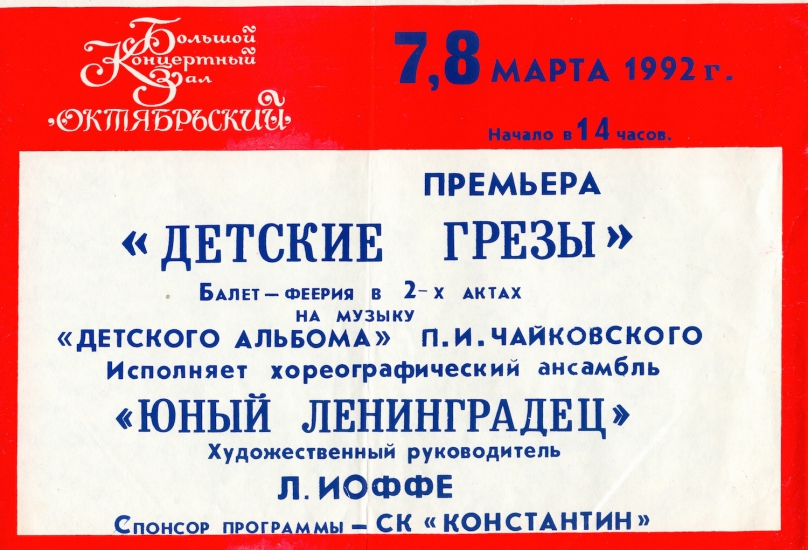 Большой
Концертный
Зал
«ОКТЯБРЬСКИЙ»
7,8 МАРТА 1992 г.
Начало в 14 часов.
ПРЕМЬЕРА
«ДЕТСКИЕ ГРЕЗЫ»
Балет – феерия в 2-х актах
на музыку
«ДЕТСКОГО АЛЬБОМА» П.И.ЧАЙКОВСКОГО
Исполняет хореографический ансамбль
«ЮНЫЙ ЛЕНИНГРАДЕЦ»
Художественный руководитель
Л. ИОФФЕ
Спонсор программы – СК «КОНСТАНТИН»